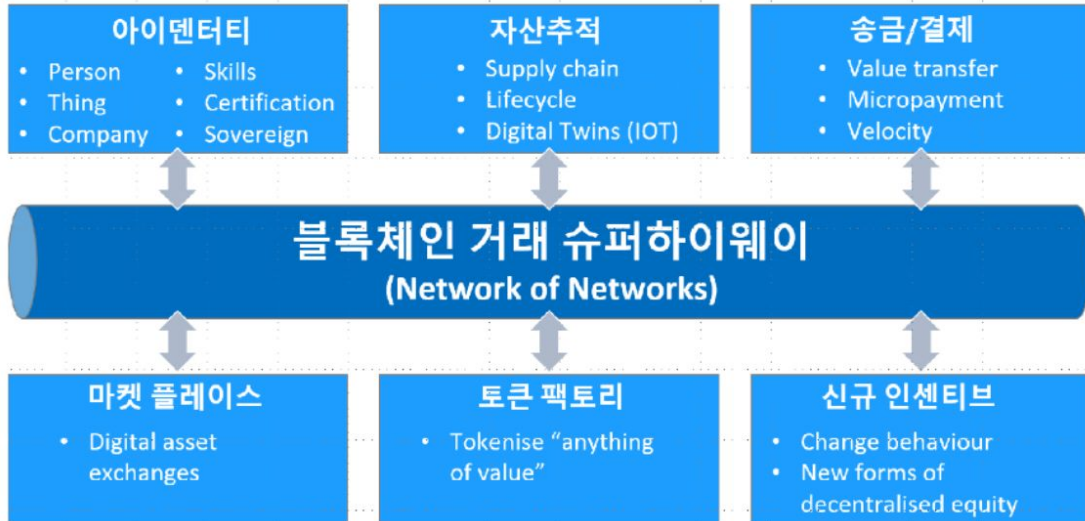 아이덴터티
• Person
• Thing
• Company
• Skills
• Certification
• Sovereign
자산추적
• Supply chain
• Lifecycle
• Digital Twins (IOT)
송금/결제
• Value transfer
• Micropayment
• Velocity
블록체인 거래 슈퍼하이웨이
(Network of Networks)
마켓 플레이스
• Digital asset
exchanges
토큰 팩토리
• Tokenise “anything
of value”
신규 인센티브
• Change behaviour
• New forms of
decentralised equity